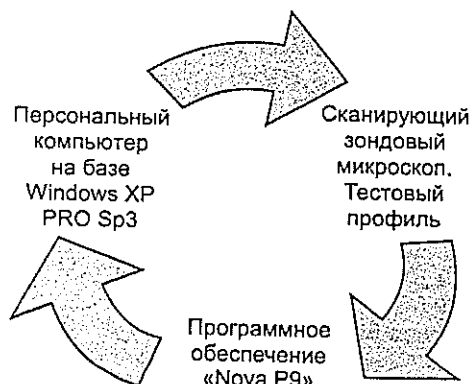 Персональный
компьютер
на базе
Windows XP
PRO Sp3
Сканирующий
зондовый
микроскоп.
Тестовый
профиль
Программное
обеспечение
«Nova P9»